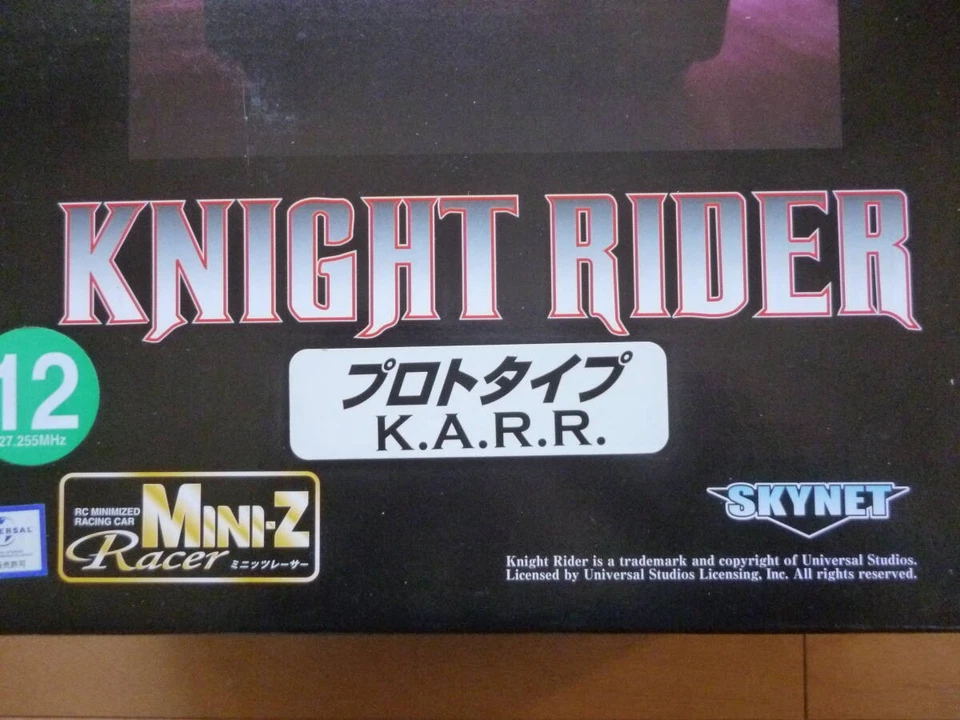 KNIGHT RIDER
プロトタイプ
K.A.R.R.
12
27.255MHz
RC MINIMIZED
RACING CAR
MINI-Z
Racer ミニッツレーサー
SKYNET
Knight Rider is a trademark and copyright of Universal Studios.
Licensed by Universal Studios Licensing, Inc. All rights reserved.